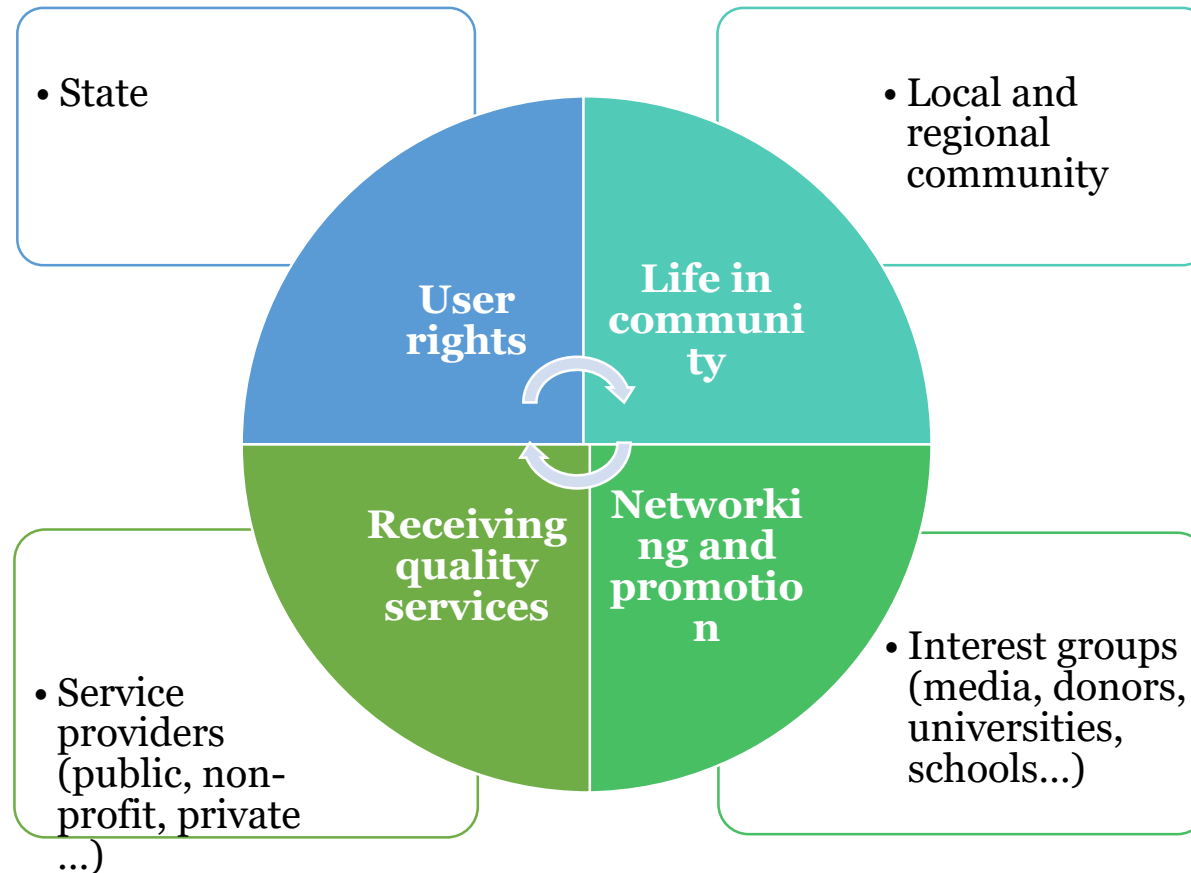 • State
• Local and
regional
community
User
rights
Life in
communi
ty
Receiving
quality
services
Networki
ng and
promotio
n
• Service
providers
(public, non-
profit, private
...)
• Interest groups
(media, donors,
universities,
schools...)